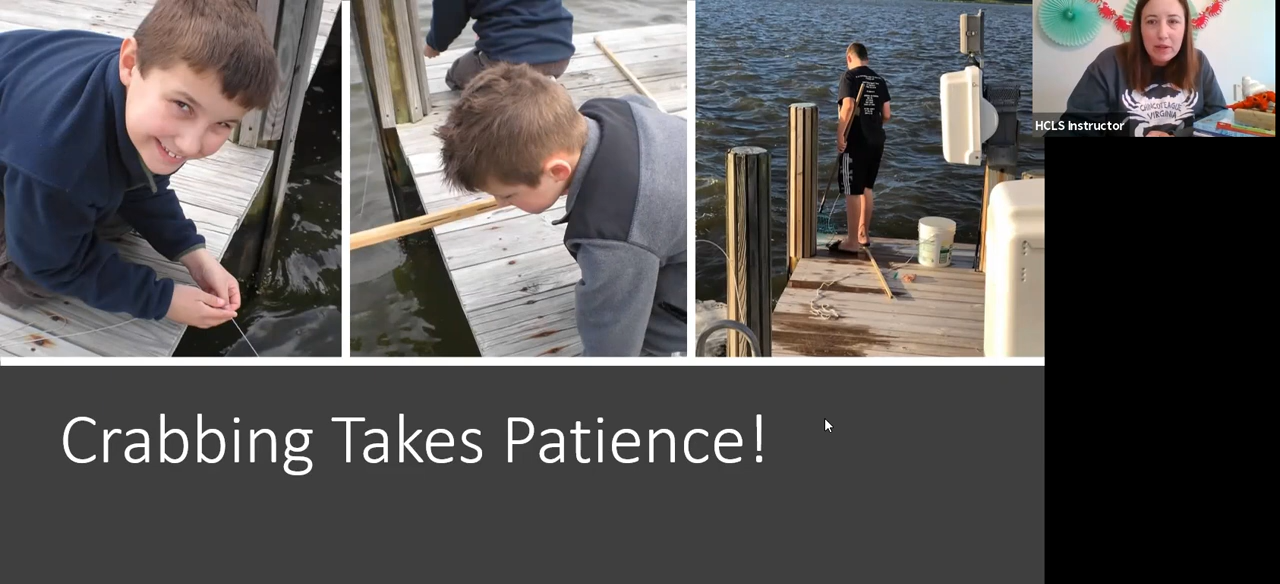 CHINCOTEAGUE
VIRGINIA
HCLS Instructor
Crabbing Takes Patience!